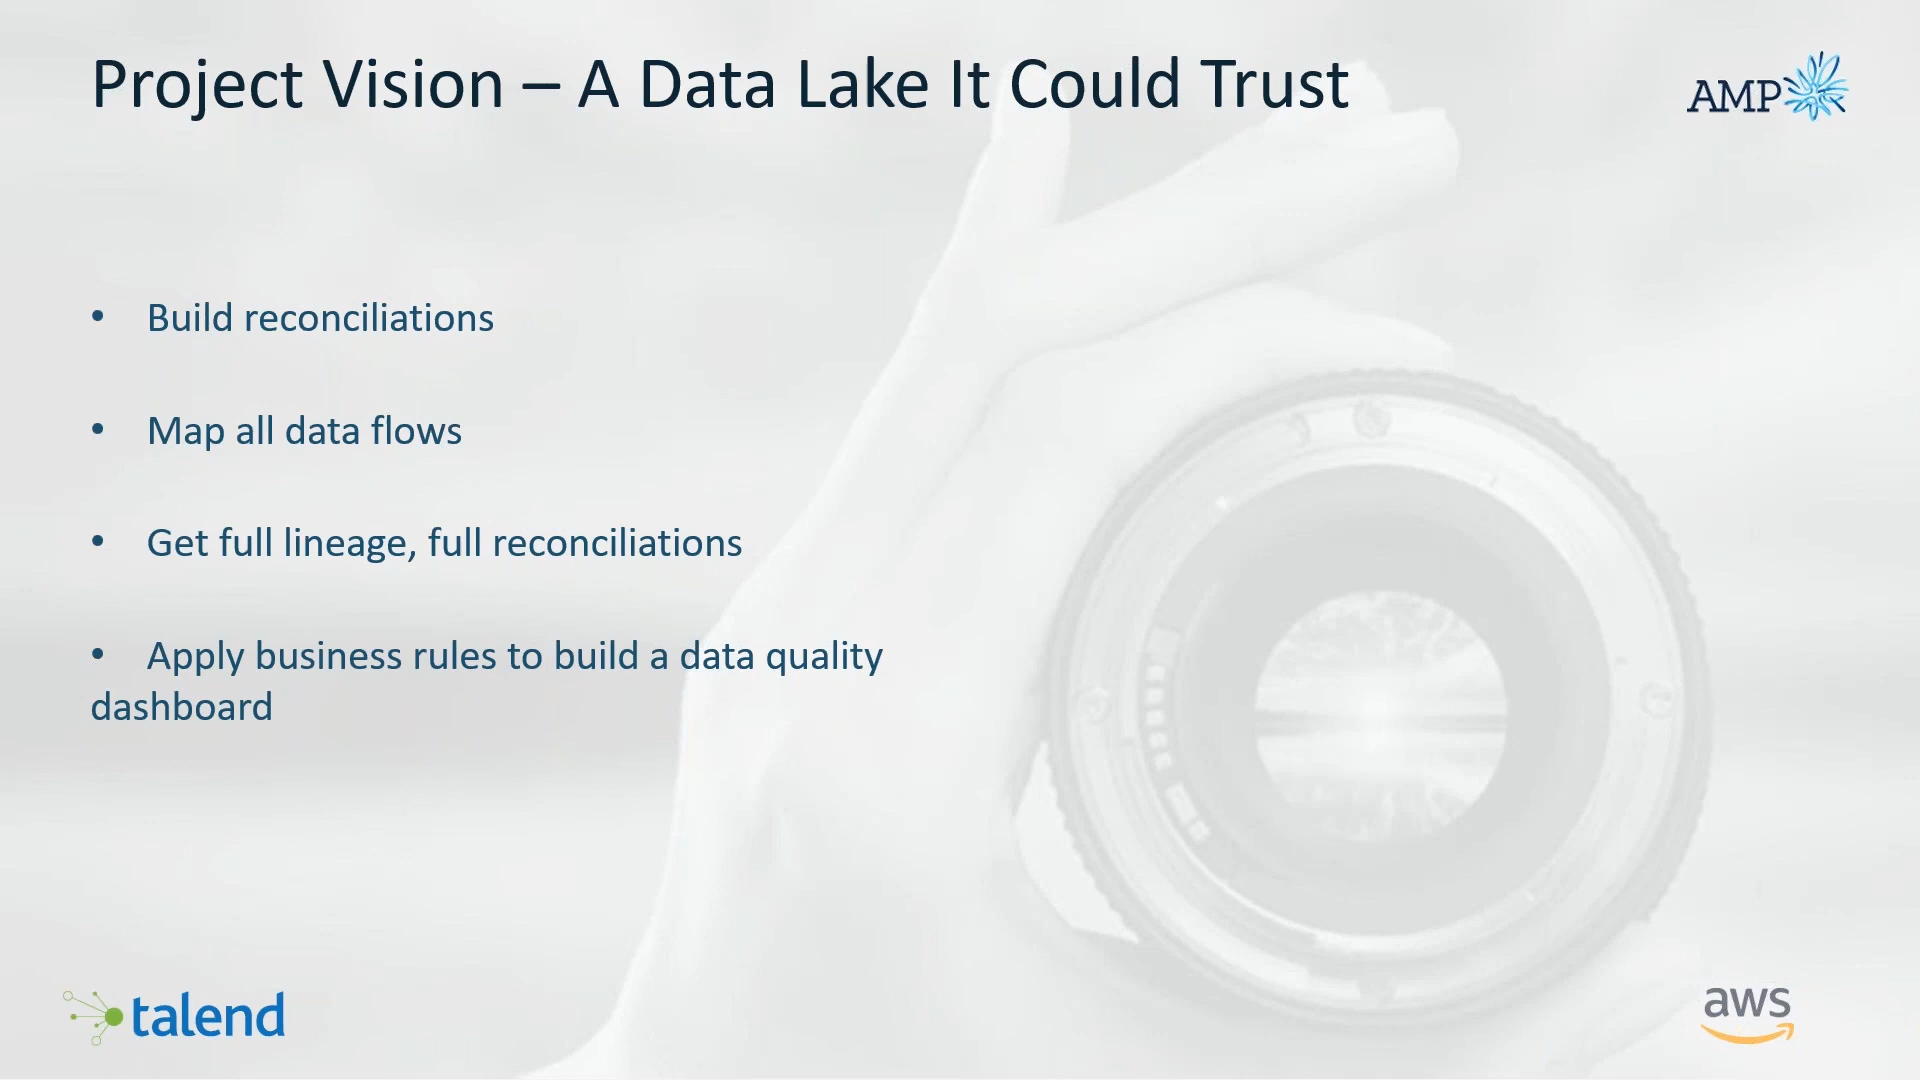 Project Vision – A Data Lake It Could Trust
AMP
• Build reconciliations
• Map all data flows
• Get full lineage, full reconciliations
• Apply business rules to build a data quality
dashboard
talend
aws